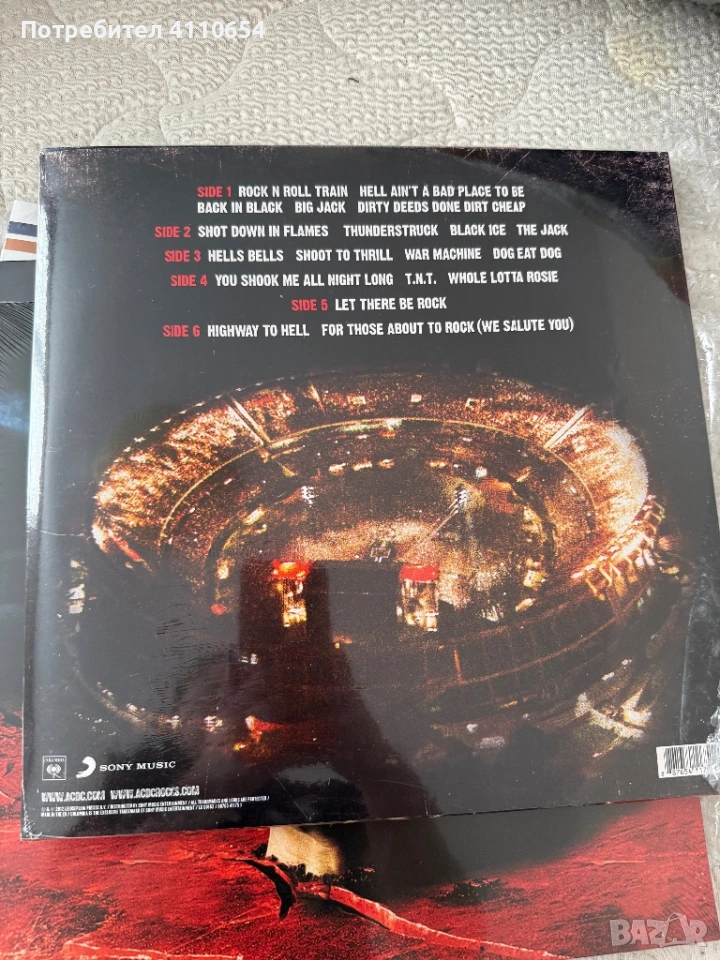 Потребител 4110654
SIDE 1 ROCK N ROLL TRAIN HELL AIN'T A BAD PLACE TO BE
BACK IN BLACK BIG JACK DIRTY DEEDS DONE DIRT CHEAP
SIDE 2 SHOT DOWN IN FLAMES THUNDERSTRUCK BLACK ICE THE JACK
SIDE 3 HELLS BELLS SHOOT TO THRILL WAR MACHINE DOG EAT DOG
SIDE 4 YOU SHOOK ME ALL NIGHT LONG T.N.T. WHOLE LOTTA ROSIE
SIDE 5 LET THERE BE ROCK
SIDE 6 HIGHWAY TO HELL FOR THOSE ABOUT TO ROCK (WE SALUTE YOU)
COLUMBIA
SONY MUSIC
WWW.ACDC.COM WWW.ACDCROCKS.COM
BAZAR